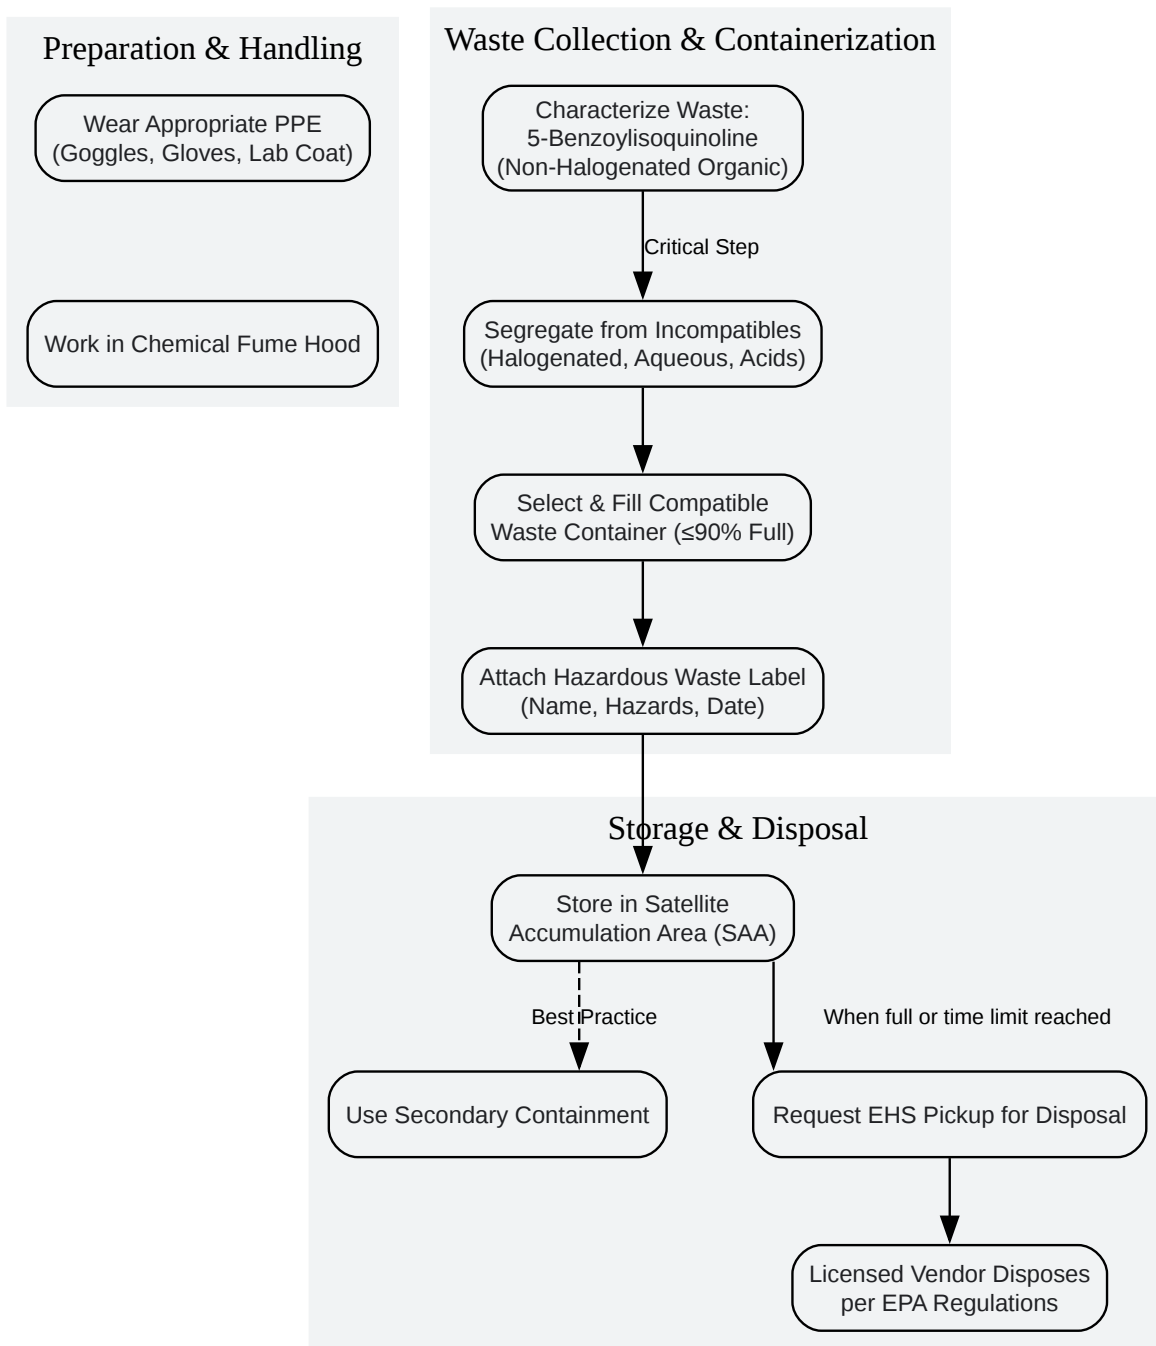 Preparation & Handling
Wear Appropriate PPE
(Goggles, Gloves, Lab Coat)
Work in Chemical Fume Hood
Waste Collection & Containerization
Characterize Waste:
5-Benzoylisoquinoline
(Non-Halogenated Organic)
Critical Step
Segregate from Incompatibles
(Halogenated, Aqueous, Acids)
Select & Fill Compatible
Waste Container (≤90% Full)
Attach Hazardous Waste Label
(Name, Hazards, Date)
Storage & Disposal
Store in Satellite
Accumulation Area (SAA)
Best Practice
When full or time limit reached
Use Secondary Containment
Request EHS Pickup for Disposal
Licensed Vendor Disposes
per EPA Regulations